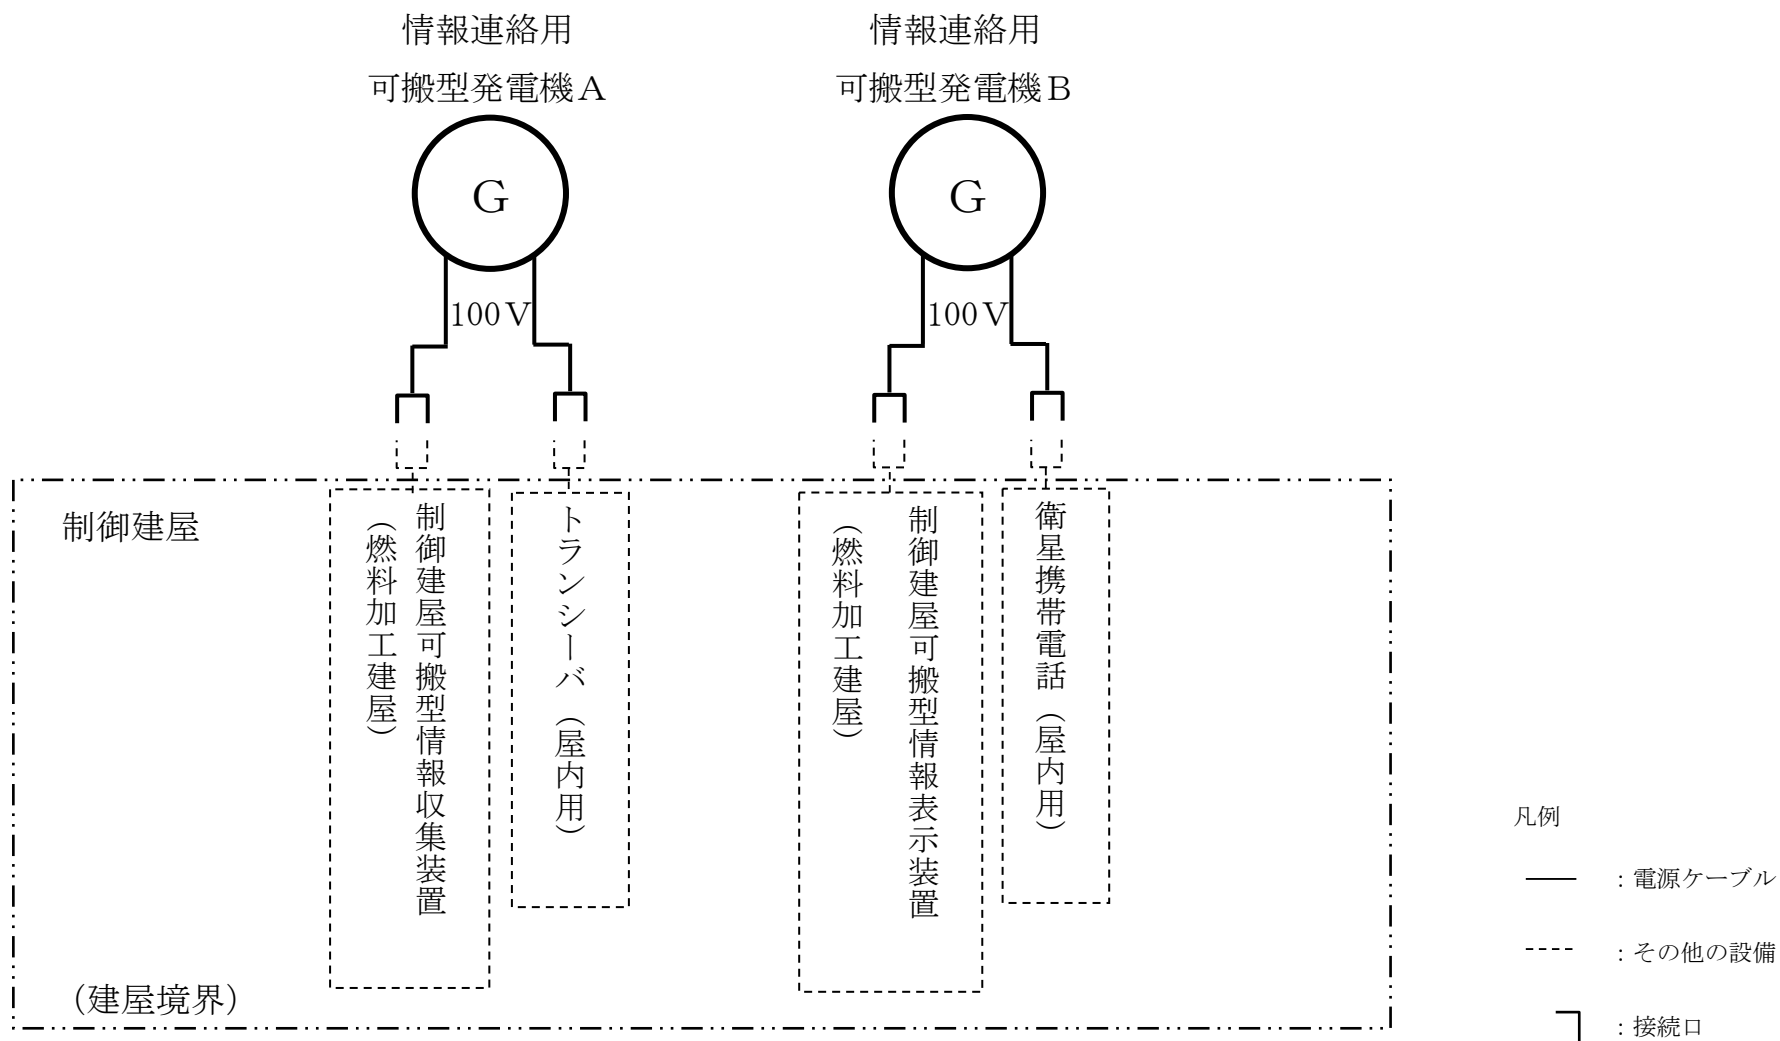 情報連絡用
可搬型発電機A
情報連絡用
可搬型発電機B
G
G
100V
100V
制御建屋
制御建屋可搬型情報収集装置
（燃料加工建屋）
トランシーバ（屋内用）
制御建屋可搬型情報表示装置
（燃料加工建屋）
衛星携帯電話（屋内用）
（建屋境界）
凡例
：電源ケーブル
：その他の設備
：接続口